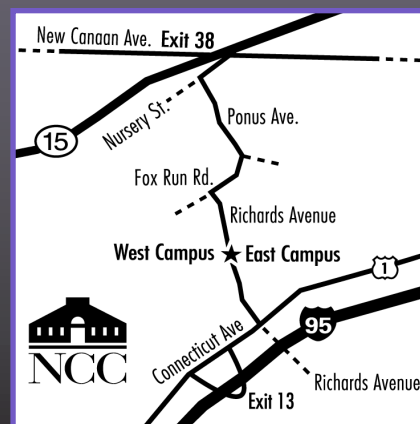 New Canaan Ave. Exit 38
15
Nursery St.
Ponus Ave.
Fox Run Rd.
Richards Avenue
West Campus East Campus
1
95
Connecticut Ave
NCC
Richards Avenue
Exit 13